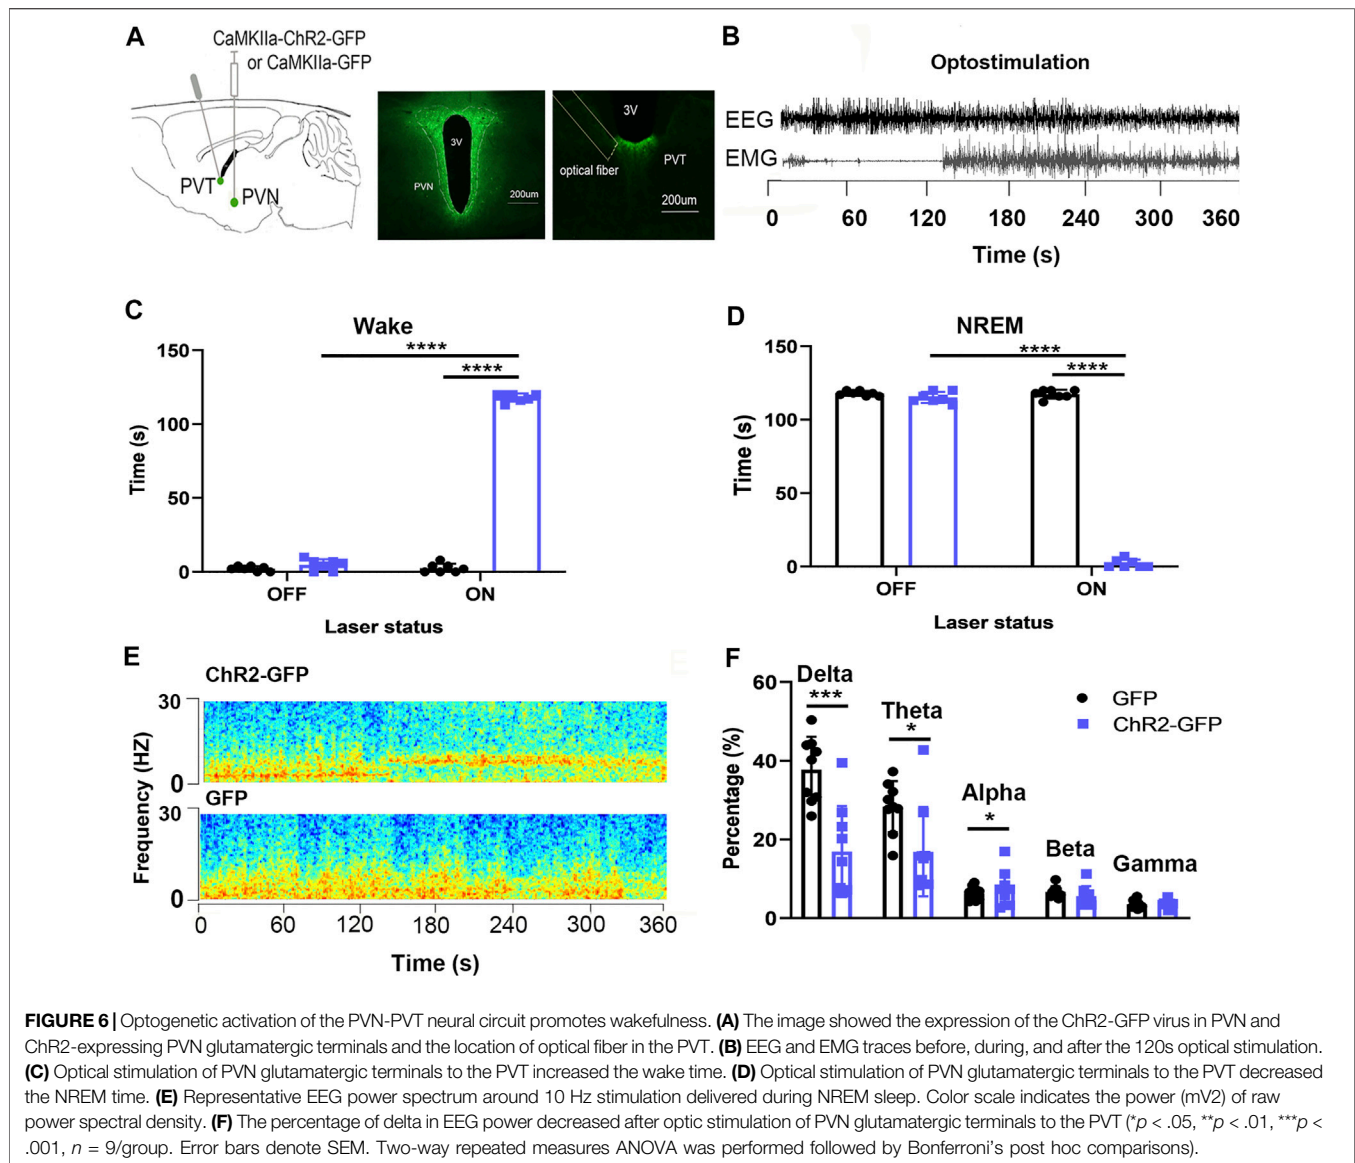 A
CaMKIIa-ChR2-GFP
or CaMKIIa-GFP
PVT
PVN
3V
PVN
200um
3V
optical fiber
PVT
200um
B
Optostimulation
EEG
EMG
0 60 120 180 240 300 360
Time (s)
C
Wake
****
****
150
100
50
0
Time (s)
OFF ON
Laser status
D
NREM
****
****
150
100
50
0
Time (s)
OFF ON
Laser status
E
E
ChR2-GFP
30
0
GFP
30
0
Frequency (HZ)
0 60 120 180 240 300 360
Time (s)
F
60
40
20
0
Percentage (%)
Delta
***
Theta
*
Alpha
*
Beta
Gamma
GFP
ChR2-GFP
FIGURE 6 | Optogenetic activation of the PVN-PVT neural circuit promotes wakefulness. (A) The image showed the expression of the ChR2-GFP virus in PVN and
ChR2-expressing PVN glutamatergic terminals and the location of optical fiber in the PVT. (B) EEG and EMG traces before, during, and after the 120s optical stimulation.
(C) Optical stimulation of PVN glutamatergic terminals to the PVT increased the wake time. (D) Optical stimulation of PVN glutamatergic terminals to the PVT decreased
the NREM time. (E) Representative EEG power spectrum around 10 Hz stimulation delivered during NREM sleep. Color scale indicates the power (mV2) of raw
power spectral density. (F) The percentage of delta in EEG power decreased after optic stimulation of PVN glutamatergic terminals to the PVT (*p < .05, **p < .01, ***p <
.001, n = 9/group. Error bars denote SEM. Two-way repeated measures ANOVA was performed followed by Bonferroni's post hoc comparisons).